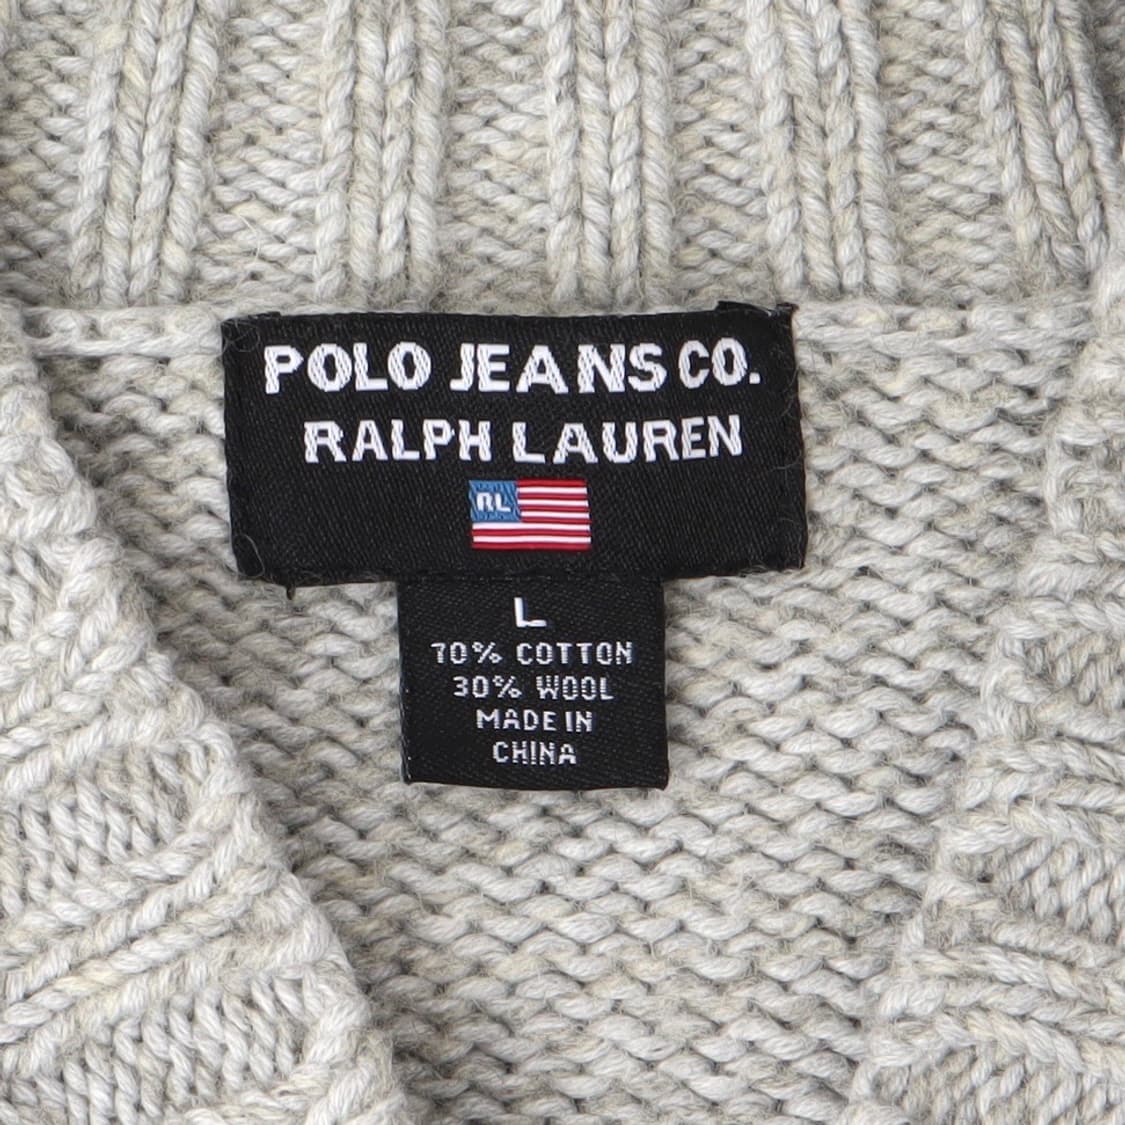 POLO JEANS CO.
RALPH LAUREN
RL
L
70% COTTON
30% WOOL
MADE IN
CHINA